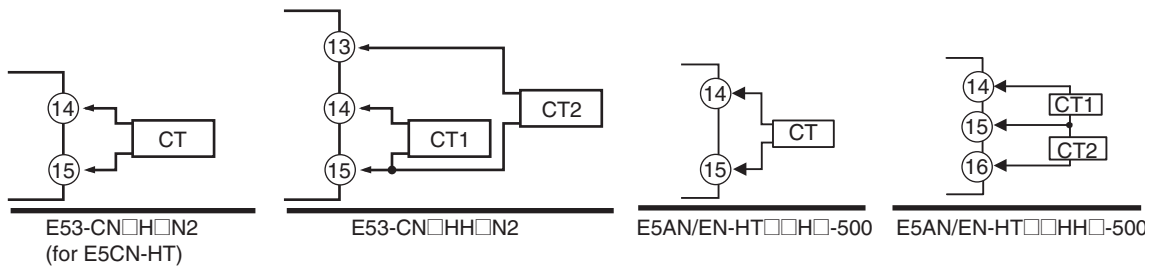 14
15
CT
E53-CN□H□N2
(for E5CN-HT)
13
14
15
CT1
CT2
E53-CN□HH□N2
14
15
CT
E5AN/EN-HT□□H□-500
14
15
16
CT1
CT2
E5AN/EN-HT□□HH□-500